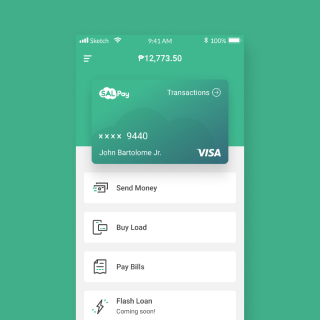 Sketch 9:41 AM 100%
₱12,773.50
SALPay Transactions
×××× 9440
John Bartolome Jr. VISA
Send Money
Buy Load
Pay Bills
Flash Loan
Coming soon!